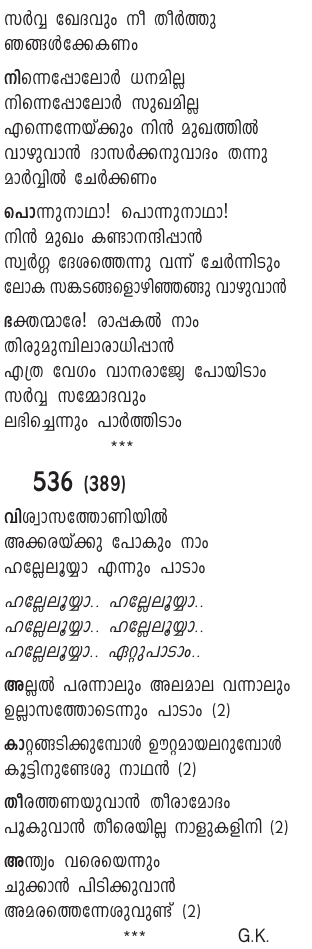 സർവ്വ ഖേദവും നീ തീർത്തു
ഞങ്ങൾക്കേകണം
നിന്നെപ്പോലോർ ധനമില്ല
നിന്നെപ്പോലോർ സുഖമില്ല
എന്നെന്നേയ്ക്കും നിൻ മുഖത്തിൽ
വാഴുവാൻ ദാസർക്കനുവാദം തന്നു
മാർവ്വിൽ ചേർക്കണം
പൊന്നുനാഥാ! പൊന്നുനാഥാ!
നിൻ മുഖം കണ്ടാനന്ദിപ്പാൻ
സ്വർഗ്ഗ ദേശത്തെന്നു വന്ന് ചേർന്നിടും
ലോക സങ്കടങ്ങളൊഴിഞ്ഞങ്ങു വാഴുവാൻ
ഭക്തന്മാരേ! രാപ്പകൽ നാം
തിരുമുമ്പിലാരാധിപ്പാൻ
എത്ര വേഗം വാനരാജ്യേ പോയിടാം
സർവ്വ സമ്മോദവും
ലഭിച്ചെന്നും പാർത്തിടാം
***
536 (389)
വിശ്വാസത്തോണിയിൽ
അക്കരയ്ക്കു പോകും നാം
ഹല്ലേലൂയ്യാ എന്നും പാടാം
ഹല്ലേലൂയ്യാ.. ഹല്ലേലൂയ്യാ..
ഹല്ലേലൂയ്യാ.. ഹല്ലേലൂയ്യാ..
ഹല്ലേലൂയ്യാ.. ഏറ്റുപാടാം..
അല്ലൽ പരന്നാലും അലമാല വന്നാലും
ഉല്ലാസത്തോടെന്നും പാടാം (2)
കാറ്റങ്ങടിക്കുമ്പോൾ ഊറ്റമായലറുമ്പോൾ
കൂട്ടിനുണ്ടേശു നാഥൻ (2)
തീരത്തണയുവാൻ തീരാമോദം
പൂകുവാൻ തീരെയില്ല നാളുകളിനി (2)
അന്ത്യം വരെയെന്നും
ചുക്കാൻ പിടിക്കുവാൻ
അമരത്തെന്നേശുവുണ്ട് (2)
*** G.K.